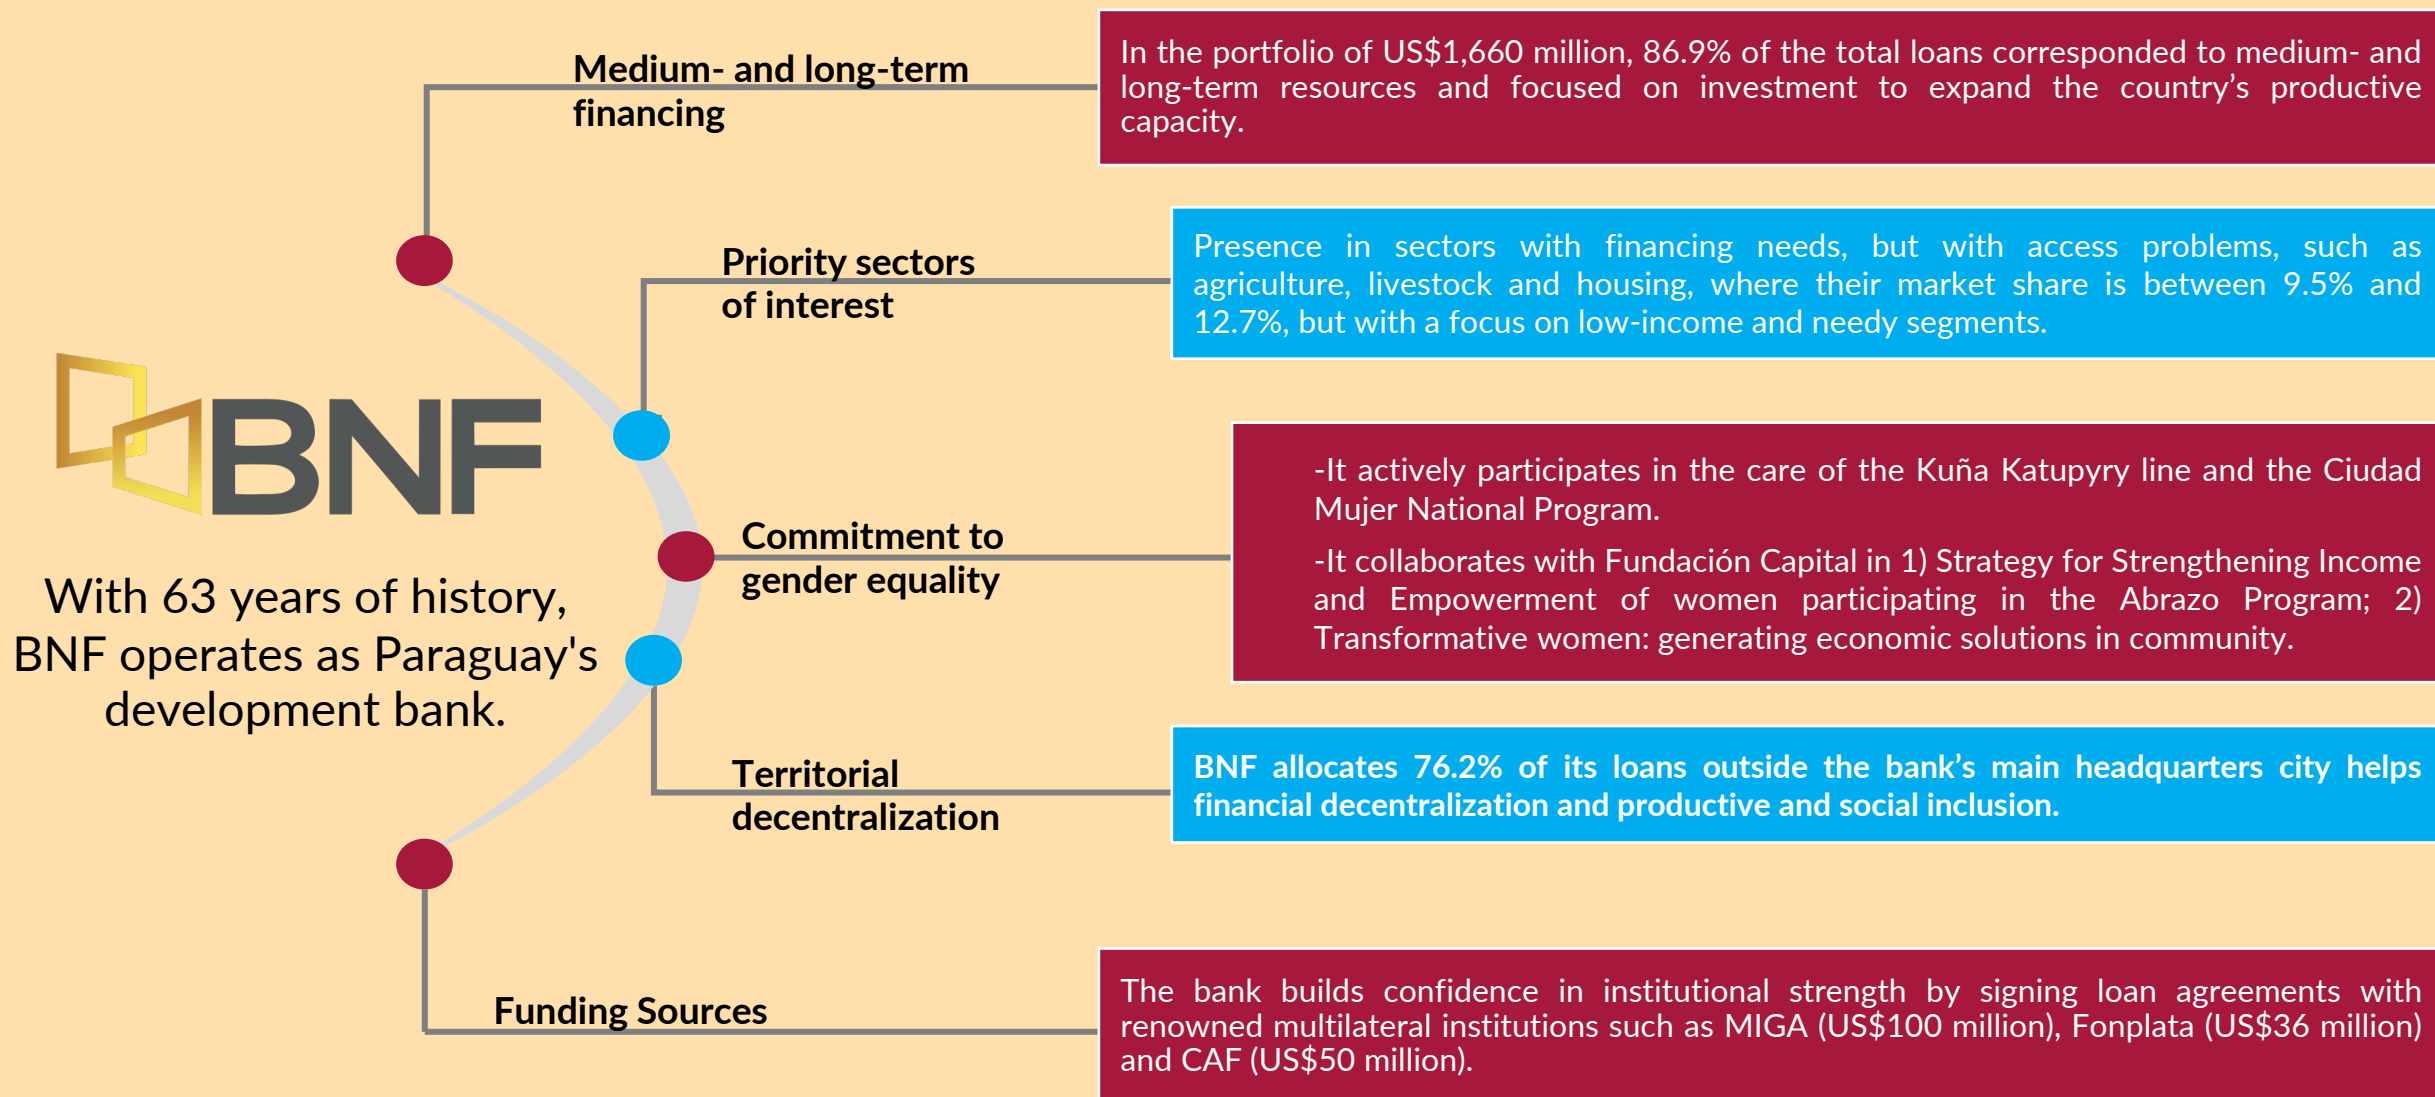 Medium- and long-term
financing
In the portfolio of US$1,660 million, 86.9% of the total loans corresponded to medium- and
long-term resources and focused on investment to expand the country’s productive
capacity.
Priority sectors
of interest
Presence in sectors with financing needs, but with access problems, such as
agriculture, livestock and housing, where their market share is between 9.5% and
12.7%, but with a focus on low-income and needy segments.
BNF
With 63 years of history,
BNF operates as Paraguay's
development bank.
Commitment to
gender equality
-It actively participates in the care of the Kuña Katupyry line and the Ciudad
Mujer National Program.
-It collaborates with Fundación Capital in 1) Strategy for Strengthening Income
and Empowerment of women participating in the Abrazo Program; 2)
Transformative women: generating economic solutions in community.
Territorial
decentralization
BNF allocates 76.2% of its loans outside the bank’s main headquarters city helps
financial decentralization and productive and social inclusion.
Funding Sources
The bank builds confidence in institutional strength by signing loan agreements with
renowned multilateral institutions such as MIGA (US$100 million), Fonplata (US$36 million)
and CAF (US$50 million).